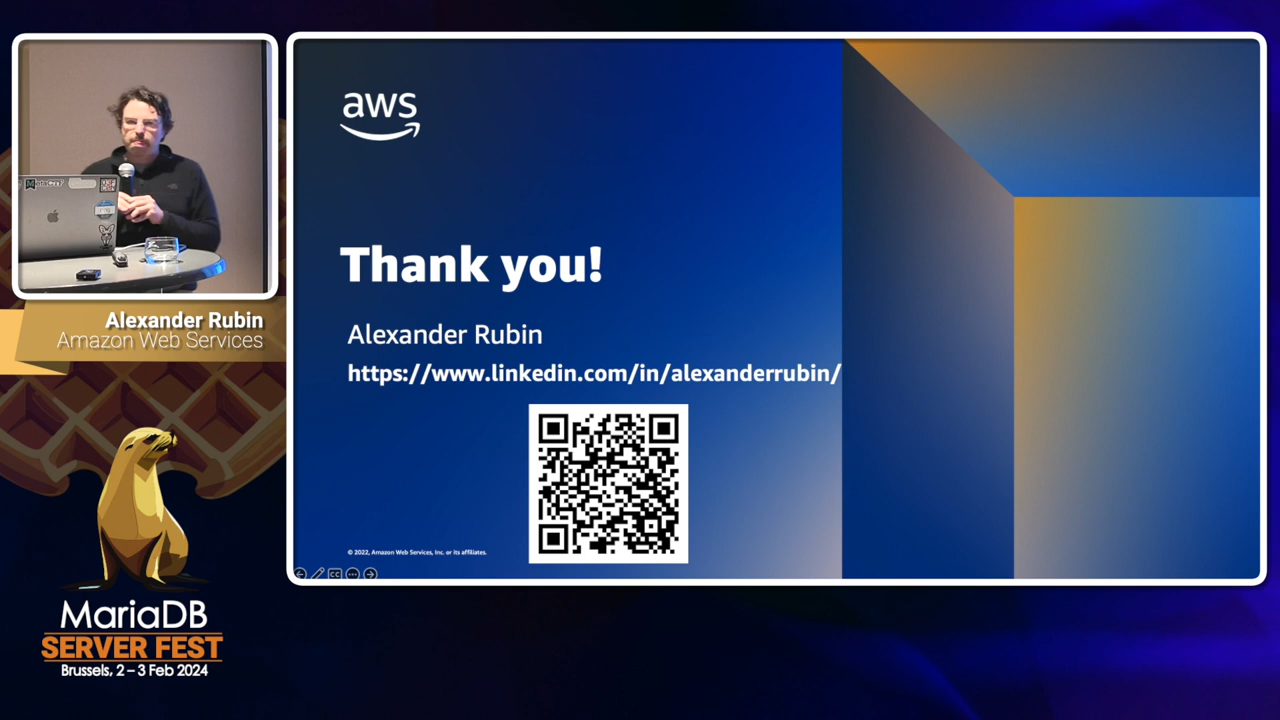 Alexander Rubin
Amazon Web Services
MariaDB
SERVER FEST
Brussels, 2 – 3 Feb 2024
aws
Thank you!
Alexander Rubin
https://www.linkedin.com/in/alexanderrubin/
© 2022, Amazon Web Services, Inc. or its affiliates.